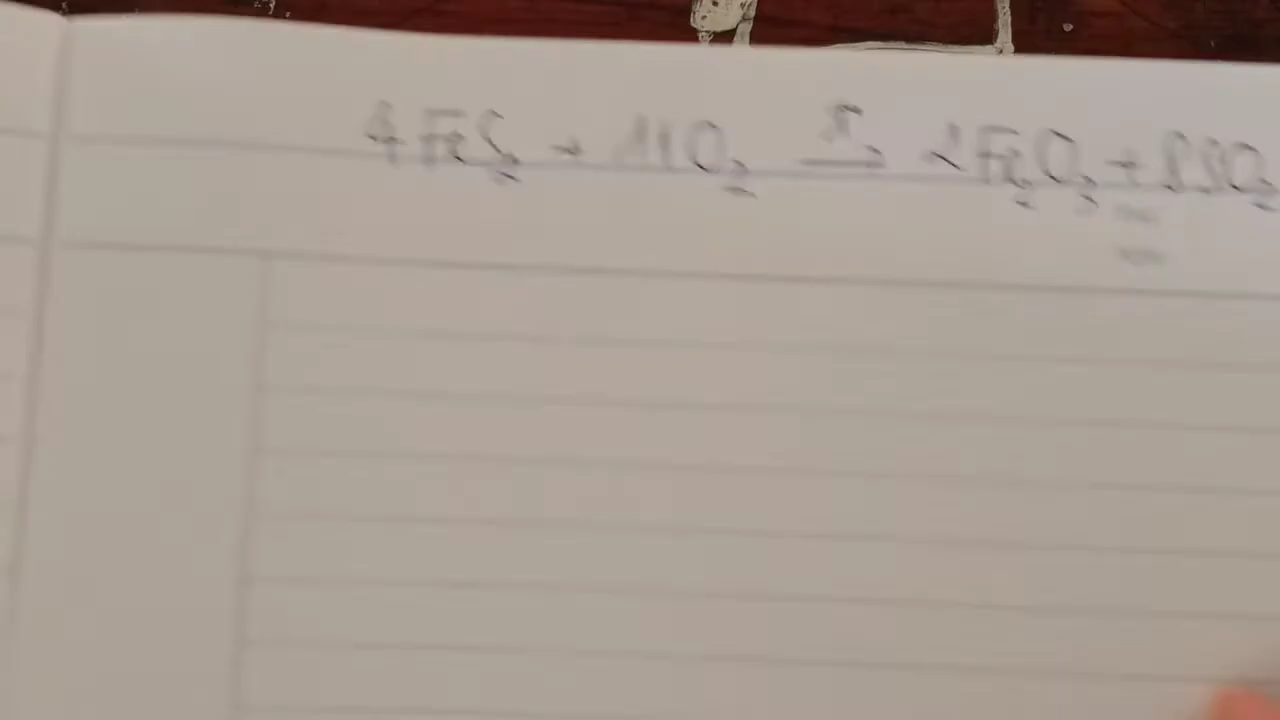 4FeS₂ + 11O₂ t°→ 2Fe₂O₃ + 8SO₂